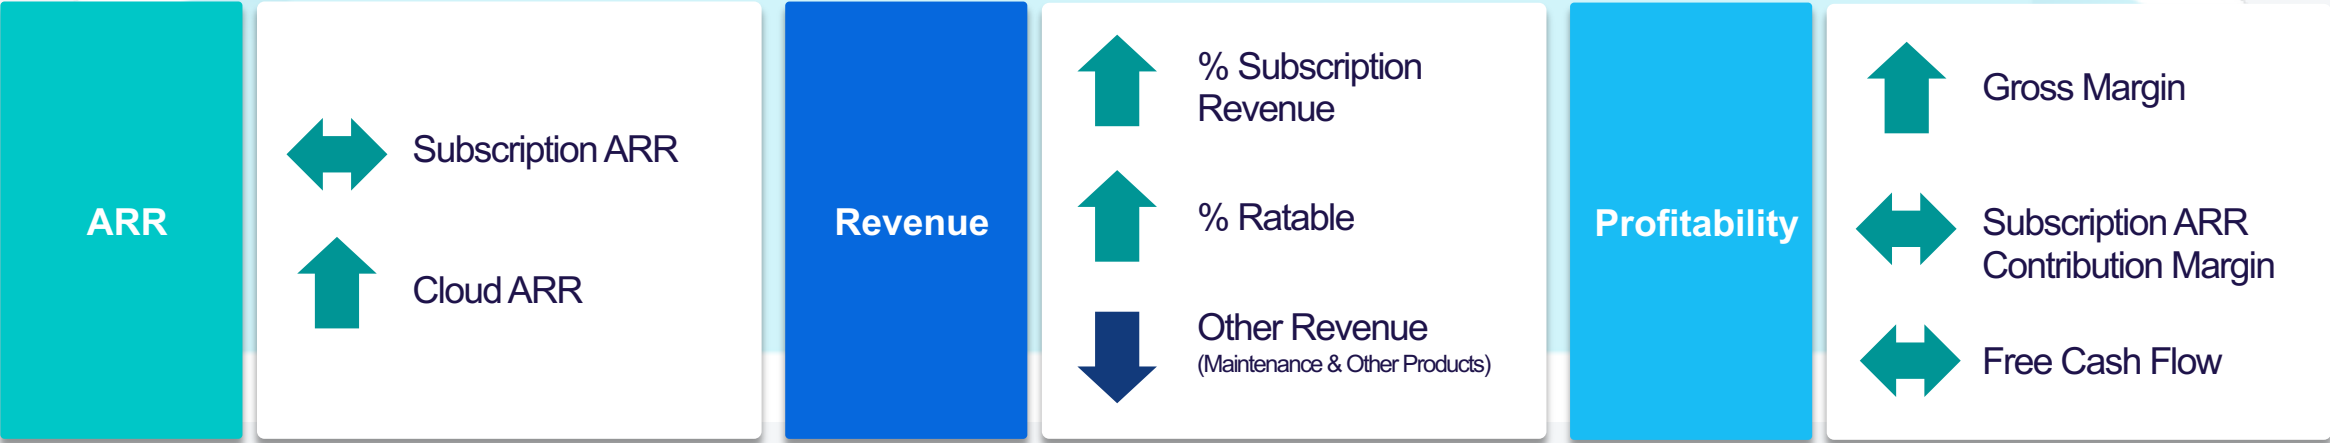 ARR
Subscription ARR
Cloud ARR
Revenue
% Subscription
Revenue
% Ratable
Other Revenue
(Maintenance & Other Products)
Profitability
Gross Margin
Subscription ARR
Contribution Margin
Free Cash Flow